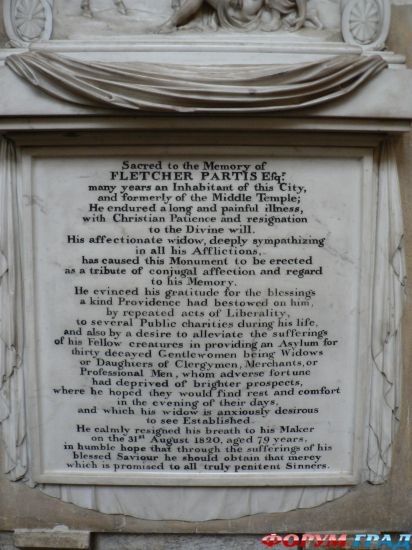 Sacred to the Memory of
FLETCHER PARTIS Esqr.
many years an Inhabitant of this City,
and formerly of the Middle Temple;
He endured a long and painful illness,
with Christian Patience and resignation
to the Divine will.
His affectionate widow, deeply sympathizing
in all his Afflictions,
has caused this Monument to be erected
as a tribute of conjugal affection and regard
to his Memory.
He evinced his gratitude for the blessings
a kind Providence had bestowed on him,
by repeated acts of Liberality,
to several Public charities during his life,
and also by a desire to alleviate the sufferings
of his Fellow creatures in providing an Asylum for
thirty decayed Gentlewomen being Widows
or Daughters of Clergymen, Merchants, or
Professional Men, whom adverse fortune
had deprived of brighter prospects,
where he hoped they would find rest and comfort
in the evening of their days,
and which his widow is anxiously desirous
to see Established.
He calmly resigned his breath to his Maker
on the 31st August 1820, aged 79 years,
in humble hope that through the sufferings of his
blessed Saviour he should obtain that mercy
which is promised to all truly penitent Sinners.
ФОРУМГРАД